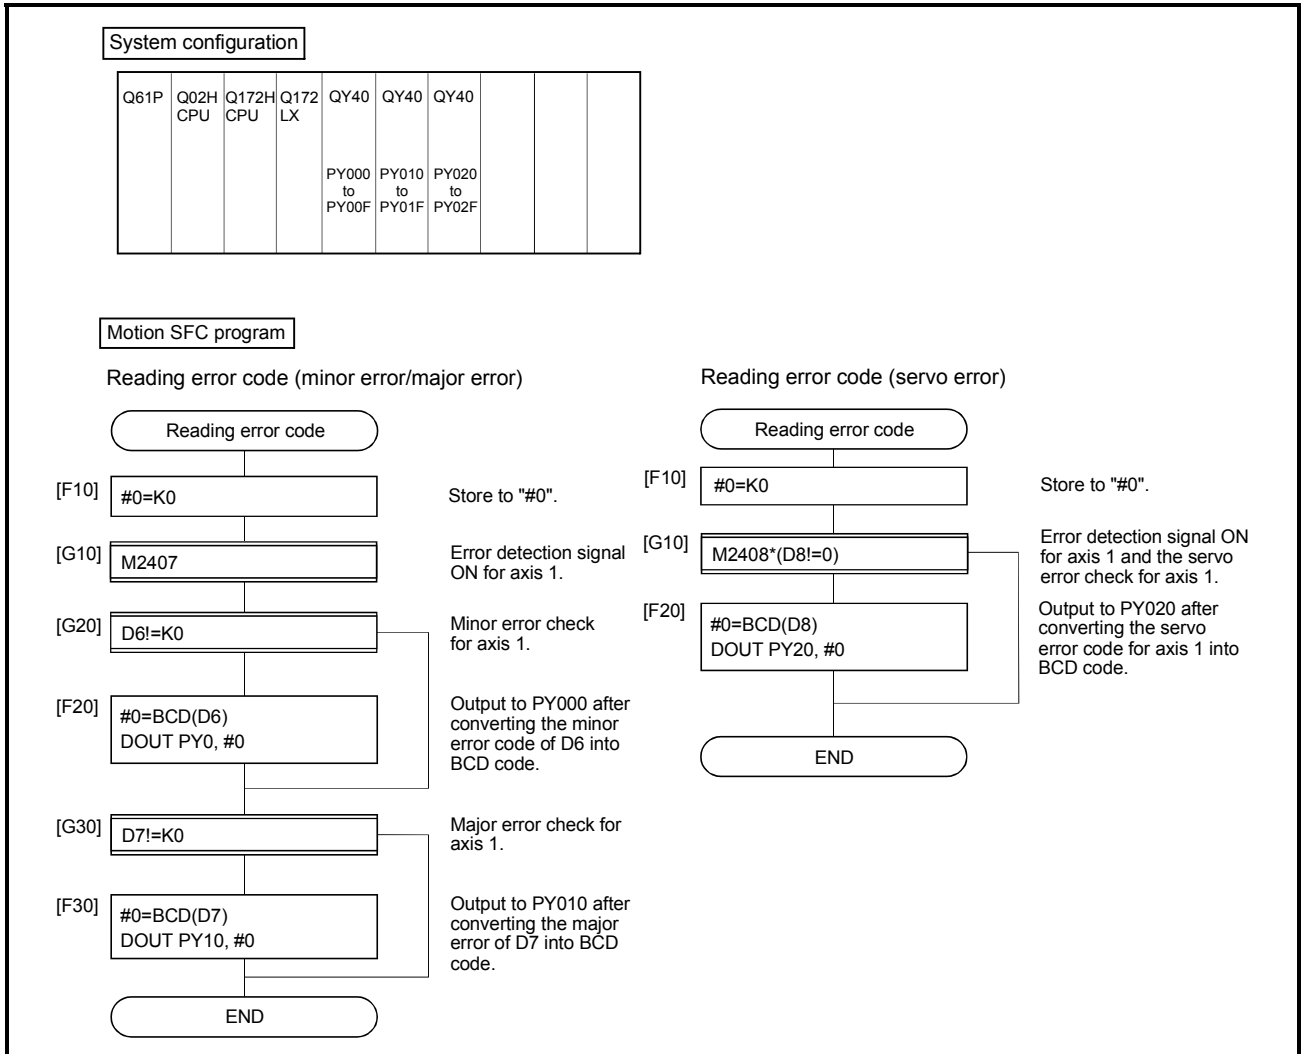 System configuration
Q61P
Q02H
CPU
Q172H
CPU
Q172
LX
QY40
QY40
QY40
PY000
to
PY00F
PY010
to
PY01F
PY020
to
PY02F
Motion SFC program
Reading error code (minor error/major error)
Reading error code
[F10]
#0=K0
Store to "#0".
[G10]
M2407
Error detection signal
ON for axis 1.
[G20]
D6!=K0
Minor error check
for axis 1.
[F20]
#0=BCD(D6)
DOUT PY0, #0
Output to PY000 after
converting the minor
error code of D6 into
BCD code.
[G30]
D7!=K0
Major error check for
axis 1.
[F30]
#0=BCD(D7)
DOUT PY10, #0
Output to PY010 after
converting the major
error of D7 into BCD
code.
END
Reading error code (servo error)
Reading error code
[F10]
#0=K0
Store to "#0".
[G10]
M2408*(D8!=0)
Error detection signal ON
for axis 1 and the servo
error check for axis 1.
[F20]
#0=BCD(D8)
DOUT PY20, #0
Output to PY020 after
converting the servo
error code for axis 1 into
BCD code.
END